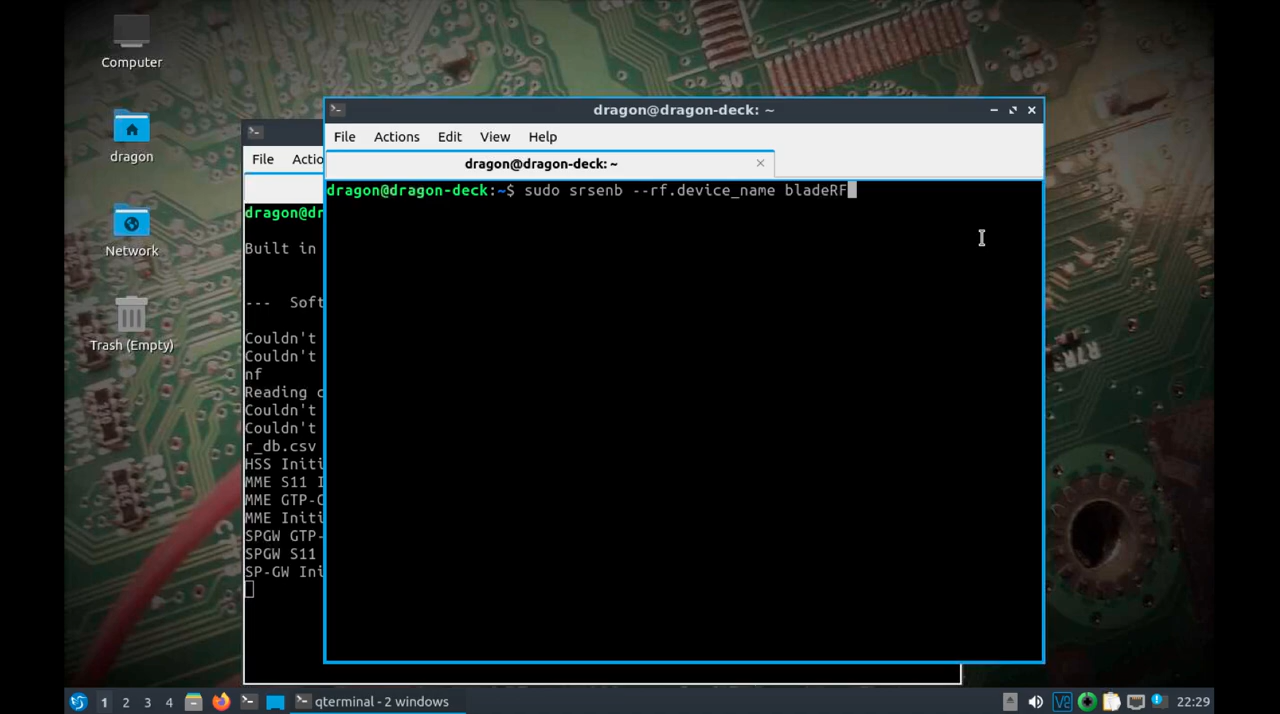 Computer
dragon
Network
Trash (Empty)
File Actio
dragon@dr
Built in
--- Soft
Couldn't
Couldn't
nf
Reading c
Couldn't
Couldn't
r_db.csv
HSS Initi
MME S11 I
MME GTP-C
MME Initi
SPGW GTP-
SPGW S11
SP-GW Ini
dragon@dragon-deck: ~
File Actions Edit View Help
dragon@dragon-deck: ~
dragon@dragon-deck:~$ sudo srsenb --rf.device_name bladeRF
1 2 3 4 qterminal - 2 windows 22:29